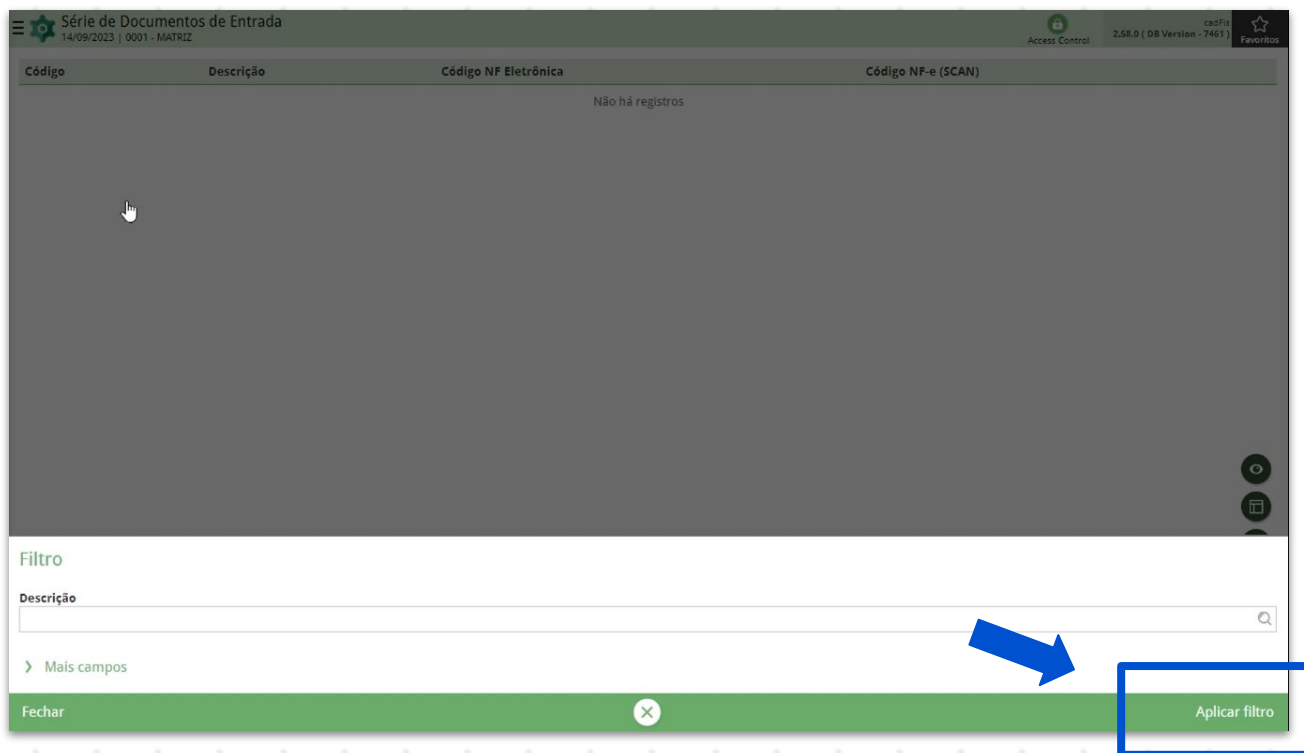 Série de Documentos de Entrada
14/09/2023 | 0001 - MATRIZ
Access Control
cadFis
2.58.0 ( DB Version - 7461 )
Favoritos
Código Descrição Código NF Eletrônica Código NF-e (SCAN)
Não há registros
Filtro
Descrição
Mais campos
Fechar Aplicar filtro